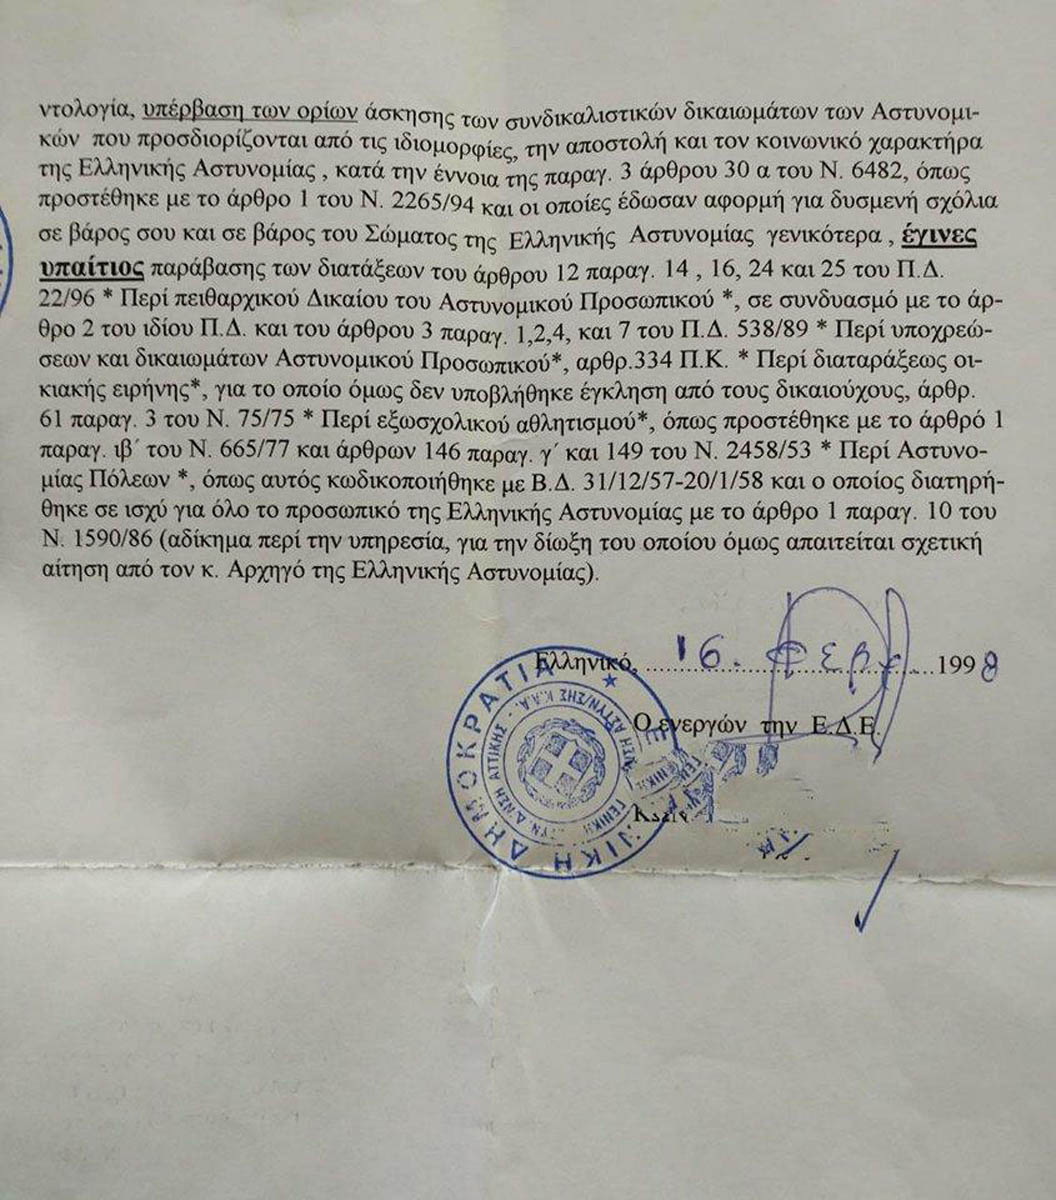 ντολογία, υπέρβαση των ορίων άσκησης των συνδικαλιστικών δικαιωμάτων των Αστυνομι-
κών που προσδιορίζονται από τις ιδιομορφίες, την αποστολή και τον κοινωνικό χαρακτήρα
της Ελληνικής Αστυνομίας , κατά την έννοια της παραγ. 3 άρθρου 30 α του Ν. 6482, όπως
προστέθηκε με το άρθρο 1 του Ν. 2265/94 και οι οποίες έδωσαν αφορμή για δυσμενή σχόλια
σε βάρος σου και σε βάρος του Σώματος της Ελληνικής Αστυνομίας γενικότερα , έγινες
υπαίτιος παράβασης των διατάξεων του άρθρου 12 παραγ. 14 , 16, 24 και 25 του Π.Δ.
22/96 * Περί πειθαρχικού Δικαίου του Αστυνομικού Προσωπικού *, σε συνδυασμό με το άρ-
θρο 2 του ιδίου Π.Δ. και του άρθρου 3 παραγ. 1,2,4, και 7 του Π.Δ. 538/89 * Περί υποχρεώ-
σεων και δικαιωμάτων Αστυνομικού Προσωπικού*, αρθρ.334 Π.Κ. * Περί διαταράξεως οι-
κιακής ειρήνης*, για το οποίο όμως δεν υποβλήθηκε έγκληση από τους δικαιούχους, άρθρ.
61 παραγ. 3 του Ν. 75/75 * Περί εξωσχολικού αθλητισμού*, όπως προστέθηκε με το άρθρό 1
παραγ. ιβ΄ του Ν. 665/77 και άρθρων 146 παραγ. γ΄ και 149 του Ν. 2458/53 * Περί Αστυνο-
μίας Πόλεων *, όπως αυτός κωδικοποιήθηκε με Β.Δ. 31/12/57-20/1/58 και ο οποίος διατηρή-
θηκε σε ισχύ για όλο το προσωπικό της Ελληνικής Αστυνομίας με το άρθρο 1 παραγ. 10 του
Ν. 1590/86 (αδίκημα περί την υπηρεσία, για την δίωξη του οποίου όμως απαιτείται σχετική
αίτηση από τον κ. Αρχηγό της Ελληνικής Αστυνομίας).
Ελληνικό, 16. ΦΕΒρ 1998
Ο ενεργών την Ε.Δ.Ε.
ΝΙΚΗ ΔΗΜΟΚΡΑΤΙΑ